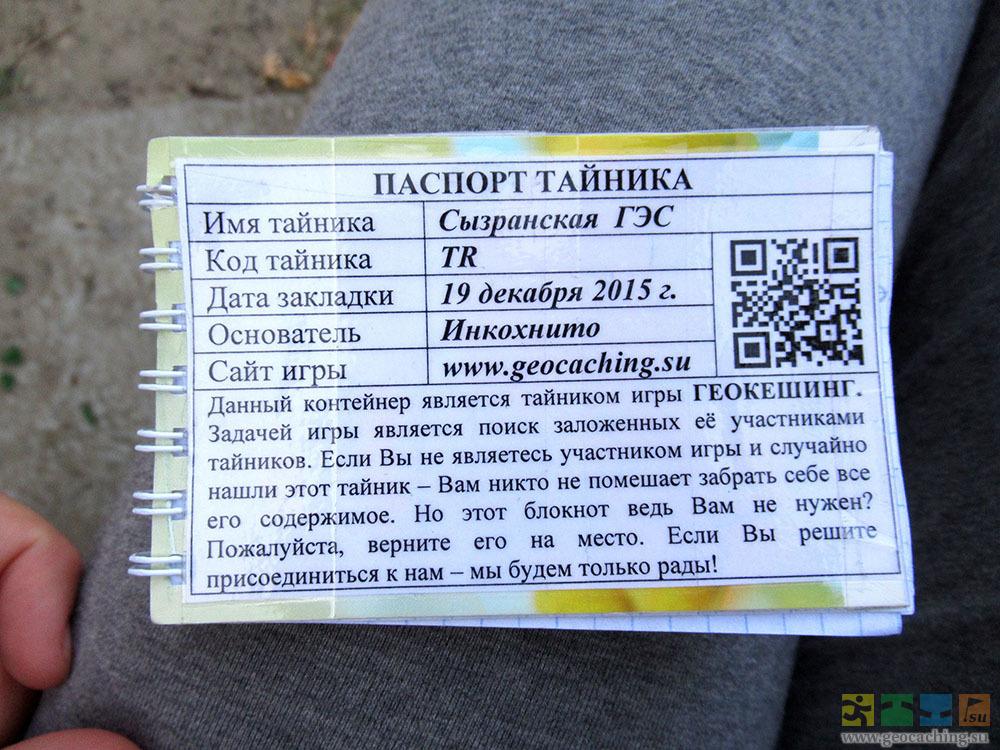 ПАСПОРТ ТАЙНИКА
Имя тайника Сызранская ГЭС
Код тайника TR
Дата закладки 19 декабря 2015 г.
Основатель Инкохнито
Сайт игры www.geocaching.su
Данный контейнер является тайником игры ГЕОКЕШИНГ.
Задачей игры является поиск заложенных её участниками
тайников. Если Вы не являетесь участником игры и случайно
нашли этот тайник – Вам никто не помешает забрать себе все
его содержимое. Но этот блокнот ведь Вам не нужен?
Пожалуйста, верните его на место. Если Вы решите
присоединиться к нам – мы будем только рады!
.su
www.geocaching.su